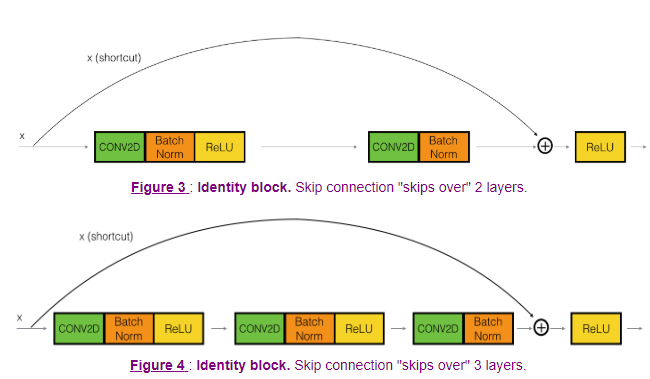 x (shortcut)
x
CONV2D Batch Norm ReLU CONV2D Batch Norm + ReLU
Figure 3 : Identity block. Skip connection "skips over" 2 layers.
x (shortcut)
x
CONV2D Batch Norm ReLU CONV2D Batch Norm ReLU CONV2D Batch Norm + ReLU
Figure 4 : Identity block. Skip connection "skips over" 3 layers.